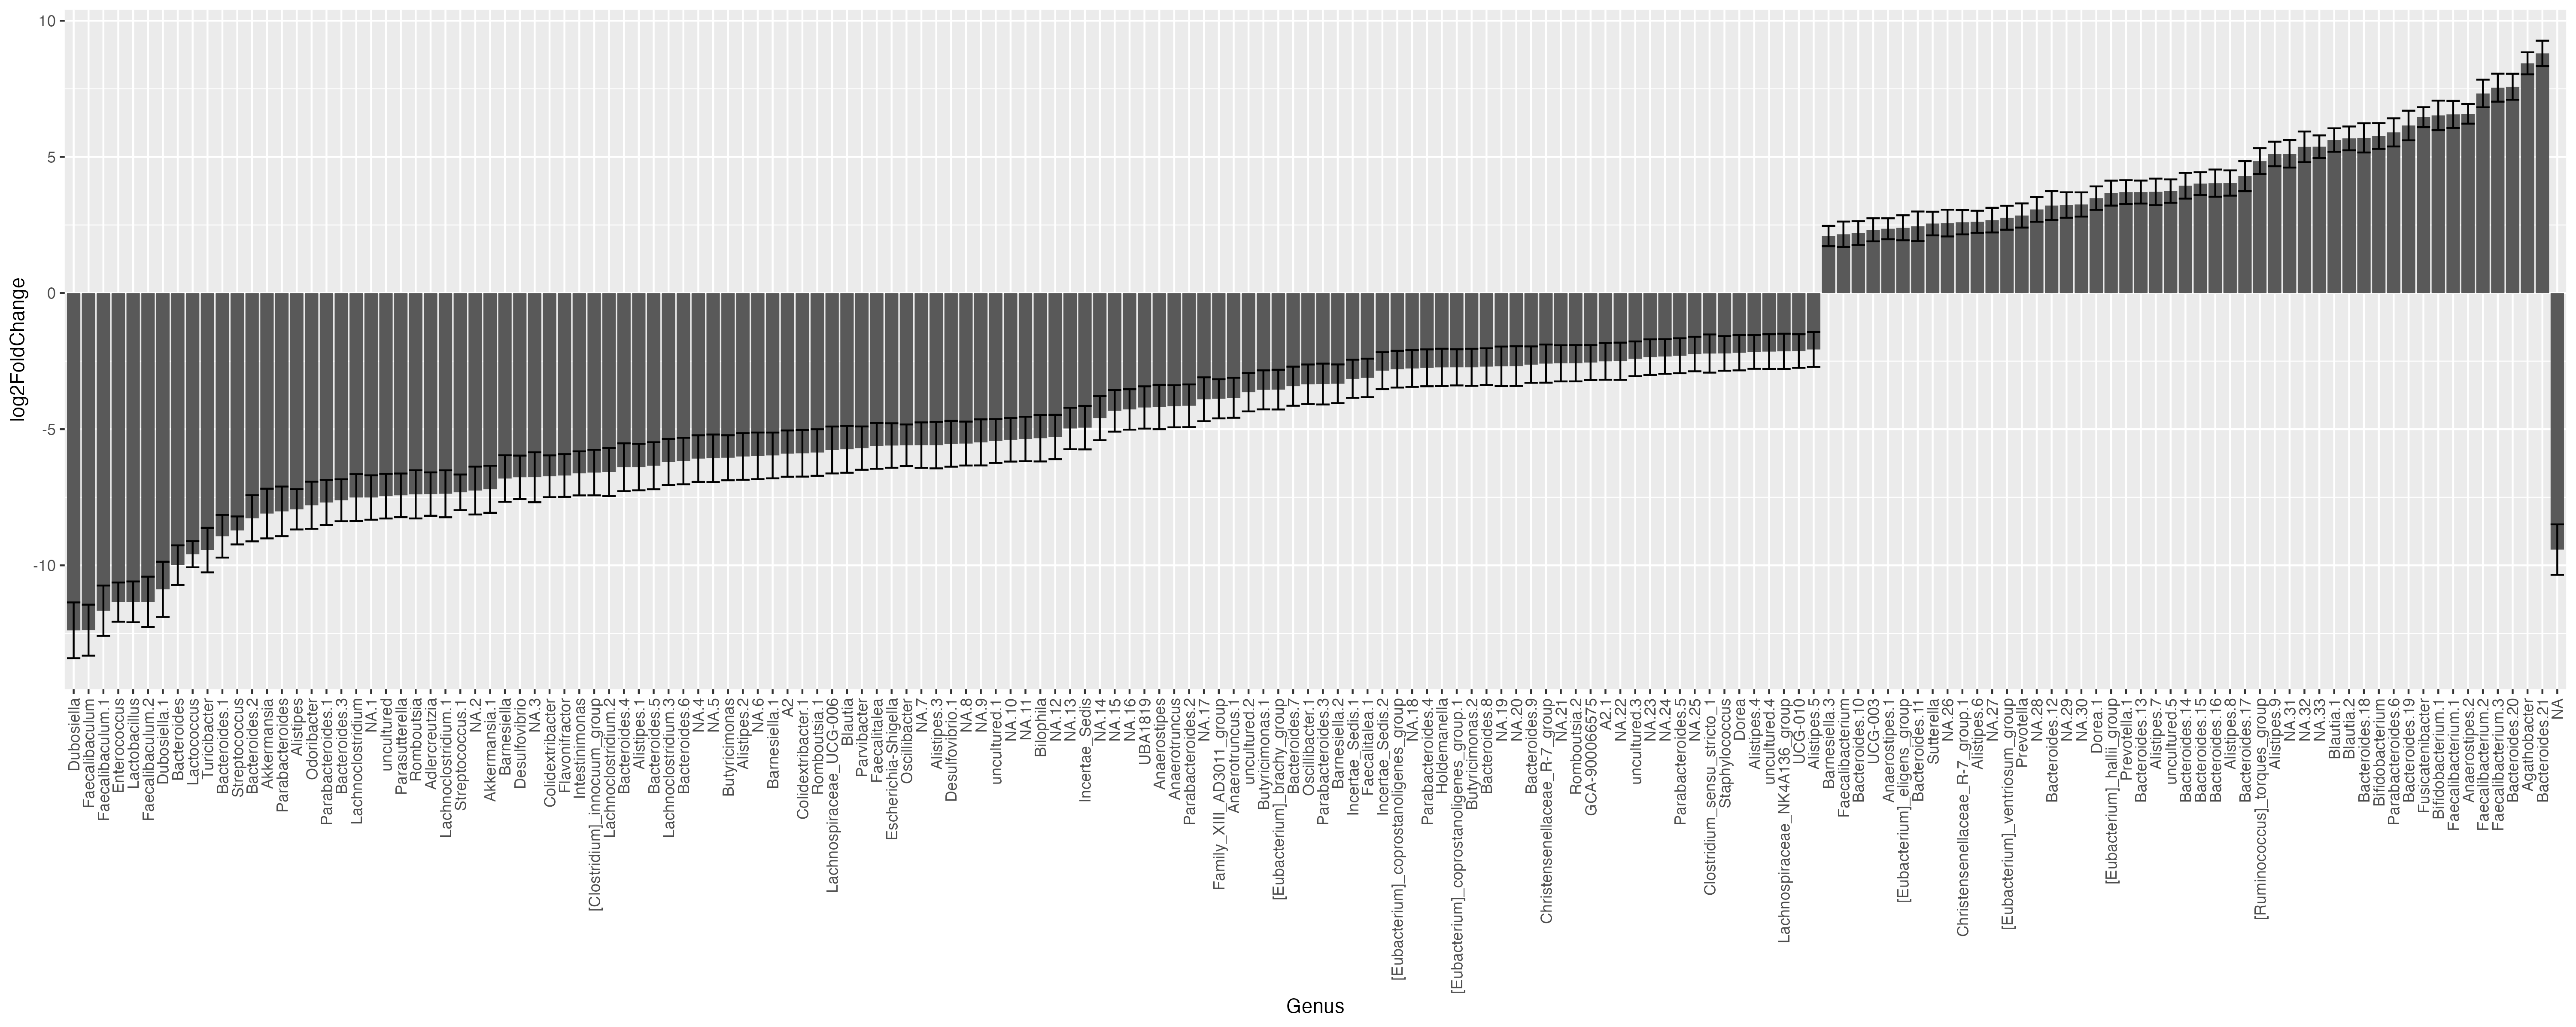 10
5
0
-5
-10
log2FoldChange
Dubosiella
Faecalibaculum
Faecalibaculum.1
Enterococcus
Lactobacillus
Faecalibaculum.2
Dubosiella.1
Bacteroides
Lactococcus
Turicibacter
Bacteroides.1
Streptococcus
Bacteroides.2
Akkermansia
Parabacteroides
Alistipes
Odoribacter
Parabacteroides.1
Bacteroides.3
Lachnoclostridium
NA.1
uncultured
Parasutterella
Romboutsia
Adlercreutzia
Lachnoclostridium.1
Streptococcus.1
NA.2
Akkermansia.1
Barnesiella
Desulfovibrio
NA.3
Colidextribacter
Flavonifractor
Intestinimonas
[Clostridium]_innocuum_group
Lachnoclostridium.2
Bacteroides.4
Alistipes.1
Bacteroides.5
Lachnoclostridium.3
Bacteroides.6
NA.4
NA.5
Butyricimonas
Alistipes.2
NA.6
Barnesiella.1
A2
Colidextribacter.1
Romboutsia.1
Lachnospiraceae_UCG-006
Blautia
Parvibacter
Faecalitalea
Escherichia-Shigella
Oscillibacter
NA.7
Alistipes.3
Desulfovibrio.1
NA.8
NA.9
uncultured.1
NA.10
NA.11
Bilophila
NA.12
NA.13
Incertae_Sedis
NA.14
NA.15
NA.16
UBA1819
Anaerostipes
Anaerotruncus
Parabacteroides.2
NA.17
Family_XIII_AD3011_group
Anaerotruncus.1
uncultured.2
Butyricimonas.1
[Eubacterium]_brachy_group
Bacteroides.7
Oscillibacter.1
Parabacteroides.3
Barnesiella.2
Incertae_Sedis.1
Faecalitalea.1
Incertae_Sedis.2
[Eubacterium]_coprostanoligenes_group
NA.18
Parabacteroides.4
Holdemanella
[Eubacterium]_coprostanoligenes_group.1
Butyricimonas.2
Bacteroides.8
NA.19
NA.20
Bacteroides.9
Christensenellaceae_R-7_group
NA.21
Romboutsia.2
GCA-900066575
A2.1
NA.22
uncultured.3
NA.23
NA.24
Parabacteroides.5
NA.25
Clostridium_sensu_stricto_1
Staphylococcus
Dorea
Alistipes.4
uncultured.4
Lachnospiraceae_NK4A136_group
UCG-010
Alistipes.5
Barnesiella.3
Faecalibacterium
Bacteroides.10
UCG-003
Anaerostipes.1
[Eubacterium]_eligens_group
Bacteroides.11
Sutterella
NA.26
Christensenellaceae_R-7_group.1
Alistipes.6
NA.27
[Eubacterium]_ventriosum_group
Prevotella
NA.28
Bacteroides.12
NA.29
NA.30
Dorea.1
[Eubacterium]_hallii_group
Prevotella.1
Bacteroides.13
Alistipes.7
uncultured.5
Bacteroides.14
Bacteroides.15
Bacteroides.16
Alistipes.8
Bacteroides.17
[Ruminococcus]_torques_group
Alistipes.9
NA.31
NA.32
NA.33
Blautia.1
Blautia.2
Bacteroides.18
Bifidobacterium
Parabacteroides.6
Bacteroides.19
Fusicatenibacter
Bifidobacterium.1
Faecalibacterium.1
Anaerostipes.2
Faecalibacterium.2
Faecalibacterium.3
Bacteroides.20
Agathobacter
Bacteroides.21
NA
Genus